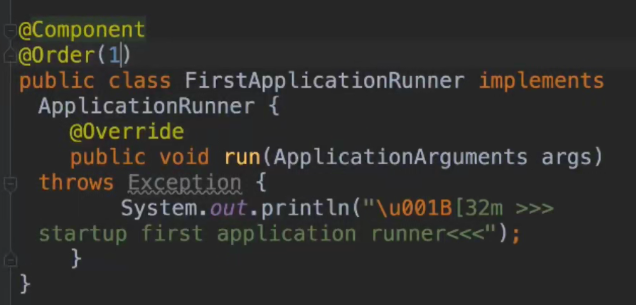 @Component
@Order(1)
public class FirstApplicationRunner implements
ApplicationRunner {
@Override
public void run(ApplicationArguments args)
throws Exception {
System.out.println("\u001B[32m >>>
startup first application runner<<<");
}
}